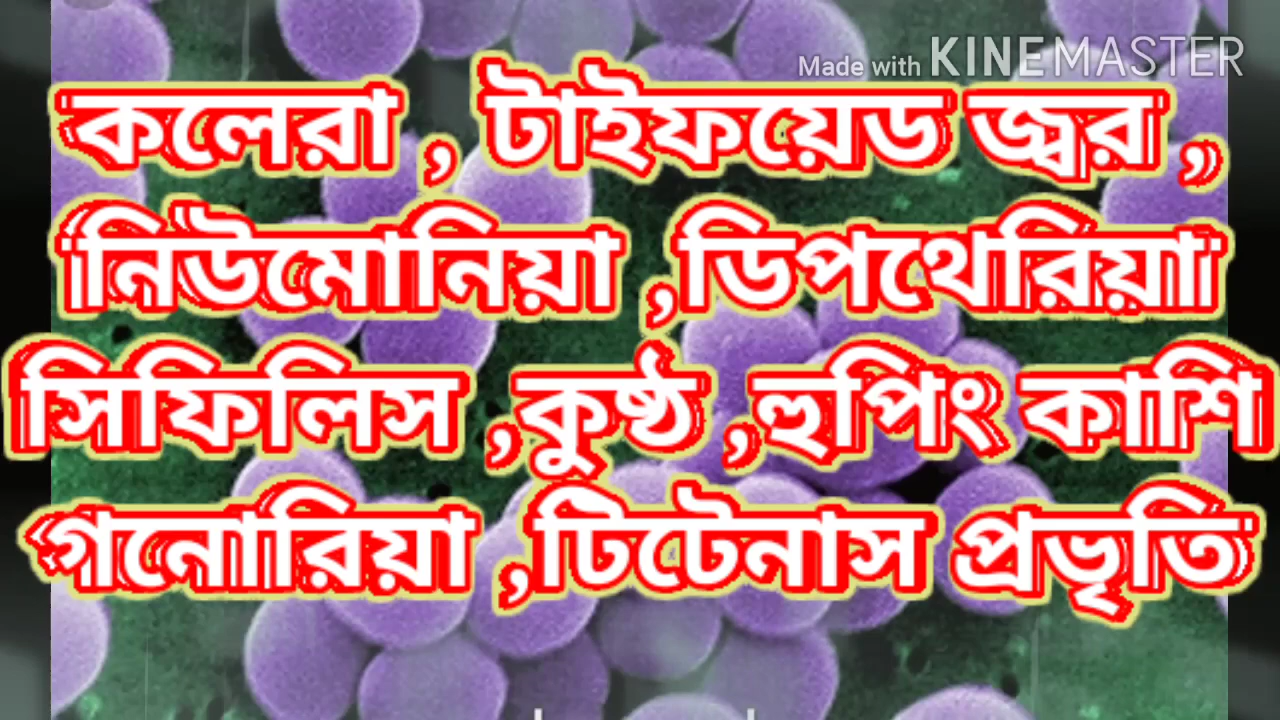 Made with KINEMASTER
কলেরা , টাইফয়েড জ্বর ,
নিউমোনিয়া ,ডিপথেরিয়া
সিফিলিস ,কুষ্ঠ ,হুপিং কাশি
গনোরিয়া ,টিটেনাস প্রভৃতি